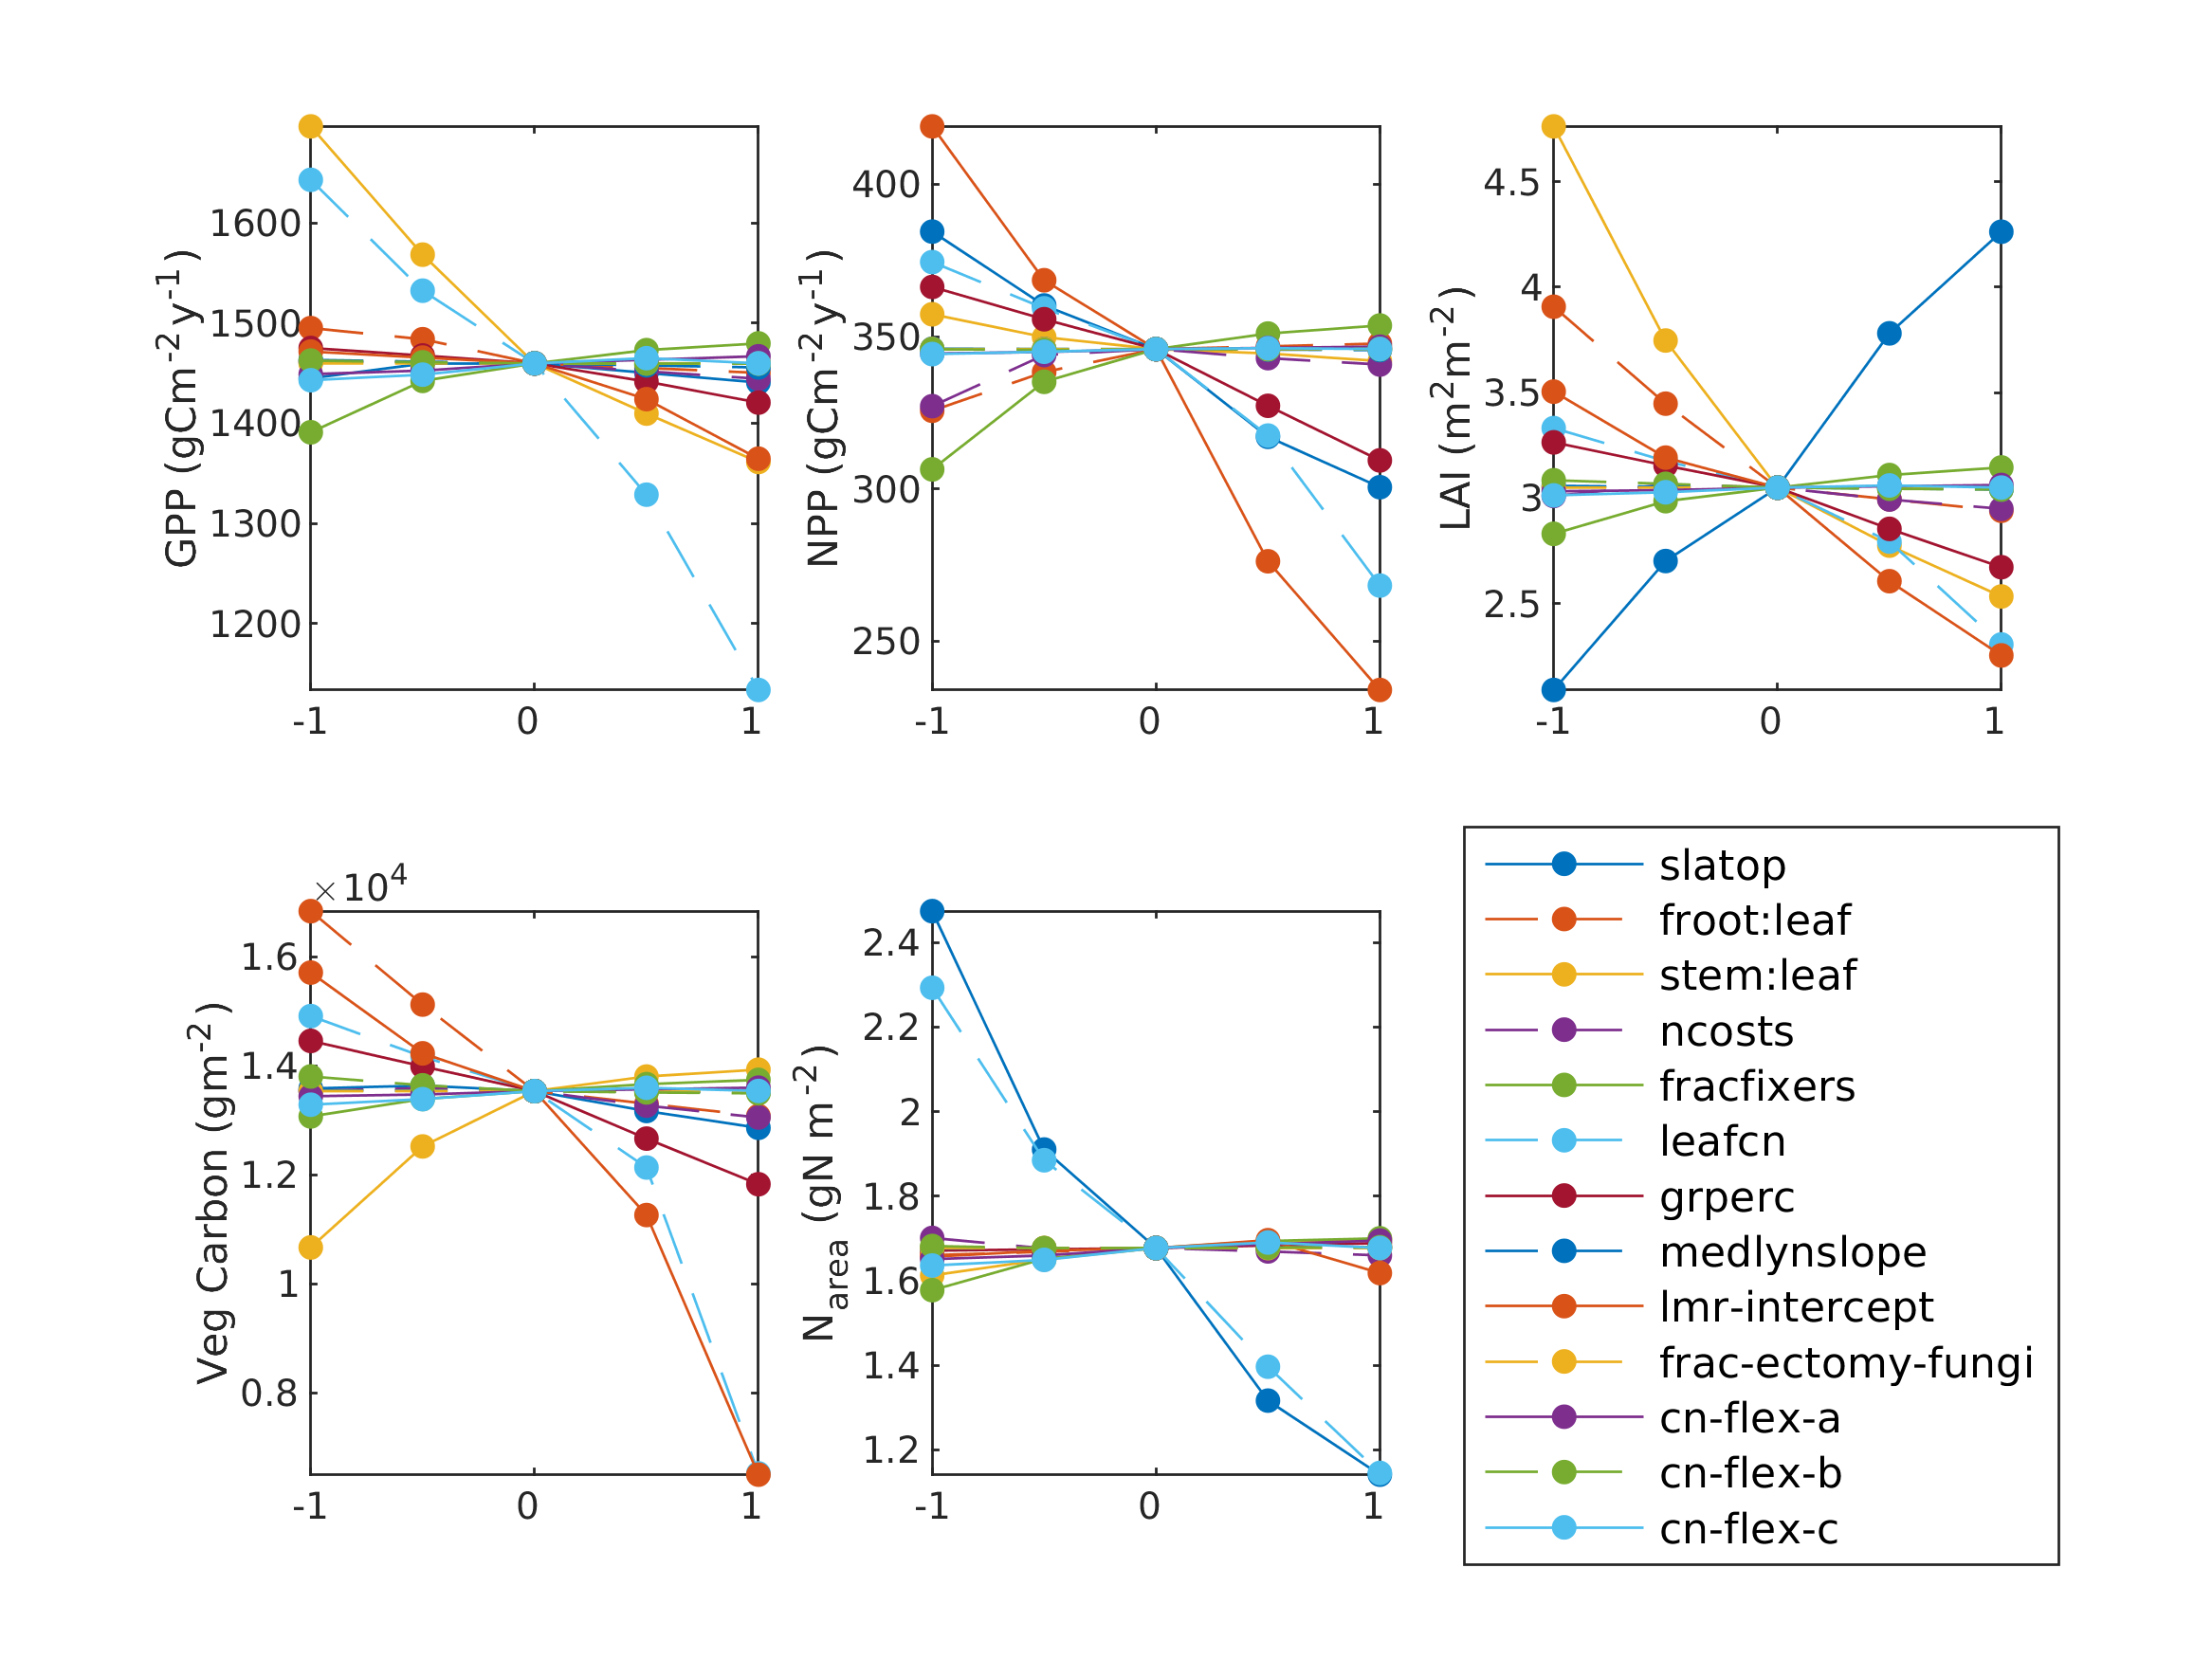 GPP (gCm-2y-1)
1600
1500
1400
1300
1200
-1 0 1
NPP (gCm-2y-1)
400
350
300
250
-1 0 1
LAI (m2m-2)
4.5
4
3.5
3
2.5
-1 0 1
Veg Carbon (gm-2)
×104
1.6
1.4
1.2
1
0.8
-1 0 1
Narea (gN m-2)
2.4
2.2
2
1.8
1.6
1.4
1.2
-1 0 1
slatop
froot:leaf
stem:leaf
ncosts
fracfixers
leafcn
grperc
medlynslope
lmr-intercept
frac-ectomy-fungi
cn-flex-a
cn-flex-b
cn-flex-c